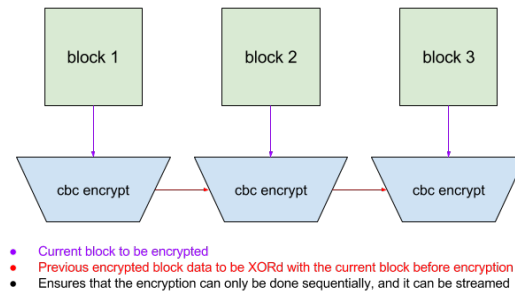 block 1 block 2 block 3
cbc encrypt cbc encrypt cbc encrypt
● Current block to be encrypted
● Previous encrypted block data to be XORd with the current block before encryption
● Ensures that the encryption can only be done sequentially, and it can be streamed